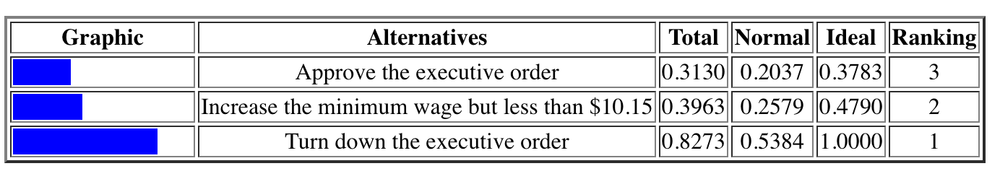 Graphic Alternatives Total Normal Ideal Ranking
Approve the executive order 0.3130 0.2037 0.3783 3
Increase the minimum wage but less than $10.15 0.3963 0.2579 0.4790 2
Turn down the executive order 0.8273 0.5384 1.0000 1